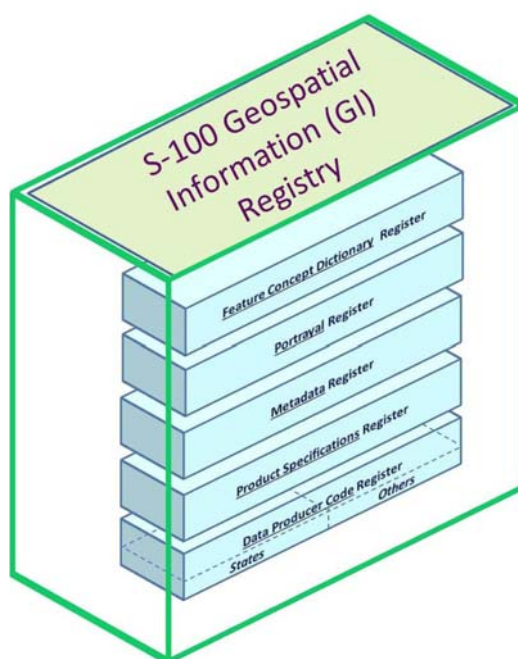 S-100 Geospatial
Information (GI)
Registry
Feature Concept Dictionary Register
Portrayal Register
Metadata Register
Product Specifications Register
Data Producer Code Register
States
Others